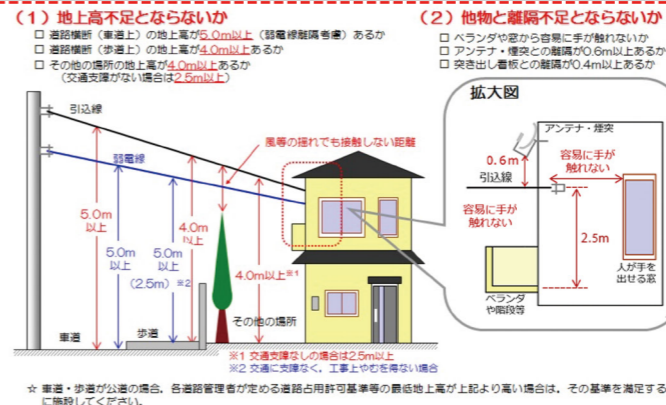 （１）地上高不足とならないか
□ 道路横断（車道上）の地上高が5.0m以上（弱電線離隔考慮）あるか
□ 道路横断（歩道上）の地上高が4.0m以上あるか
□ その他の場所の地上高が4.0m以上あるか
（交通支障がない場合は2.5m以上）
（２）他物と離隔不足とならないか
□ ベランダや窓から容易に手が触れないか
□ アンテナ・煙突との離隔が0.6m以上あるか
□ 突き出し看板との離隔が0.4m以上あるか
引込線
弱電線
風等の揺れでも接触しない距離
5.0m
以上
5.0m
以上
5.0m
以上
（2.5m）※2
4.0m
以上
4.0m以上※1
車道
歩道
その他の場所
※1 交通支障なしの場合は2.5m以上
※2 交通に支障なく，工事上やむを得ない場合
拡大図
アンテナ・煙突
0.6m
容易に手が
触れない
引込線
容易に手が
触れない
2.5m
ベランダ
や階段等
人が手を
出せる窓
☆ 車道・歩道が公道の場合，各道路管理者が定める道路占用許可基準等の最低地上高が上記より高い場合は，その基準を満足する
に施設してください。